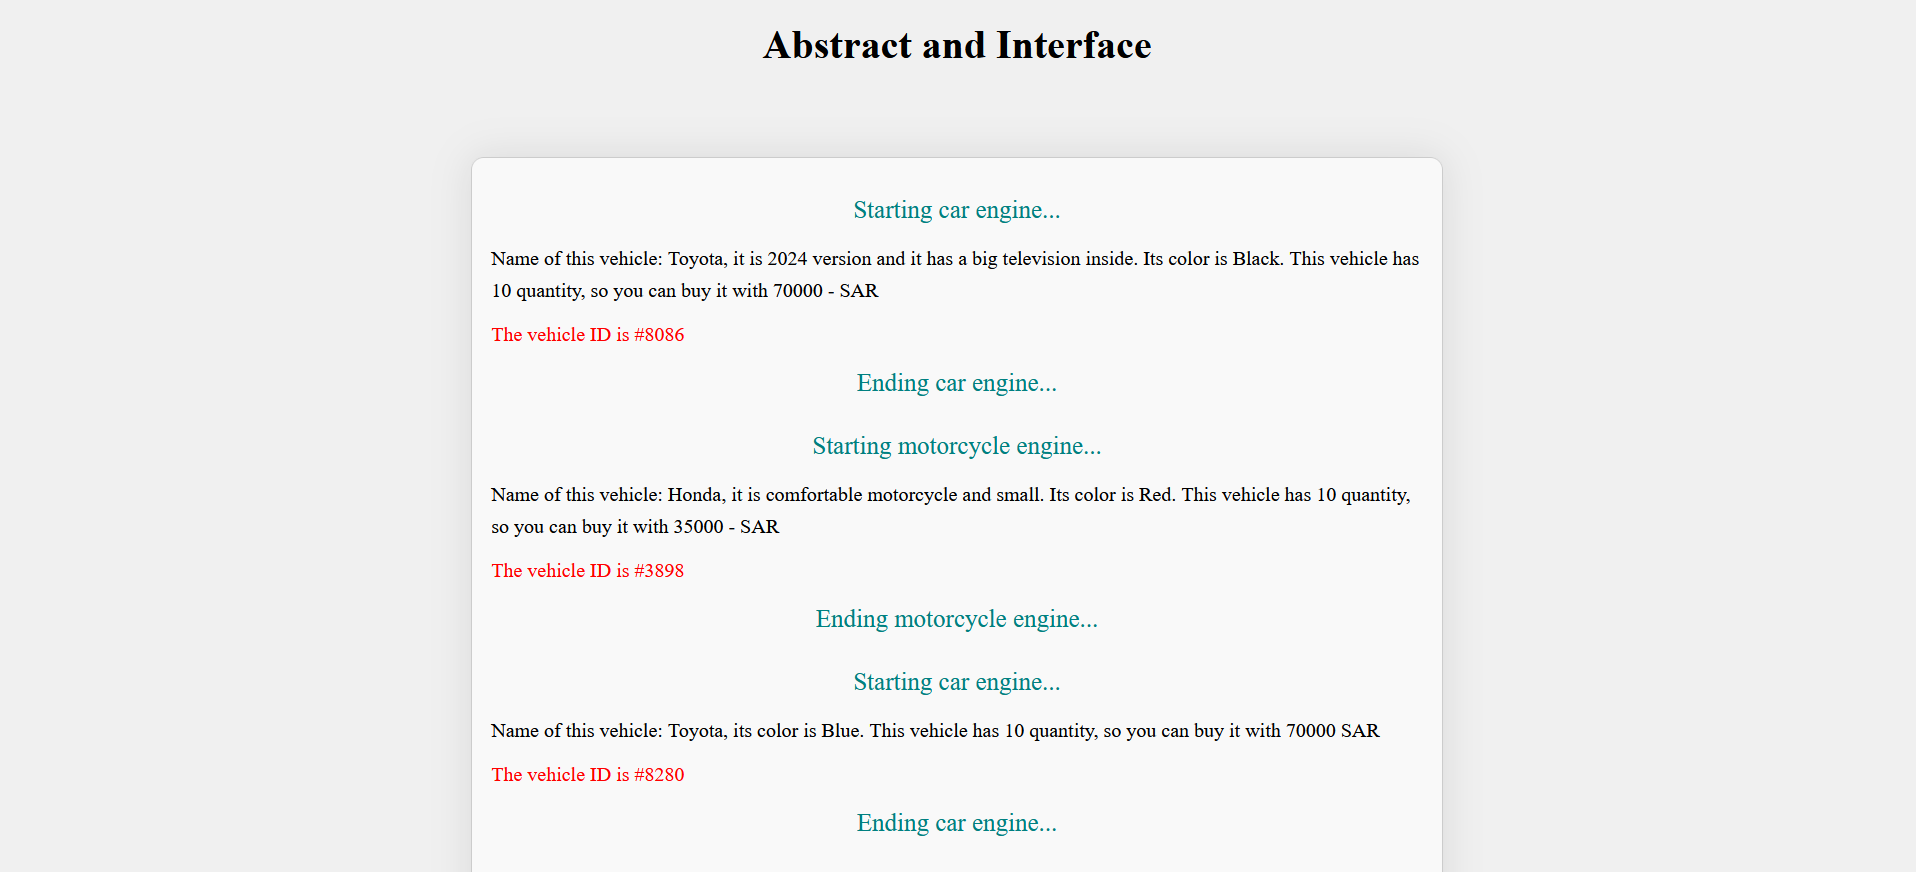 Abstract and Interface
Starting car engine...
Name of this vehicle: Toyota, it is 2024 version and it has a big television inside. Its color is Black. This vehicle has
10 quantity, so you can buy it with 70000 - SAR
The vehicle ID is #8086
Ending car engine...
Starting motorcycle engine...
Name of this vehicle: Honda, it is comfortable motorcycle and small. Its color is Red. This vehicle has 10 quantity,
so you can buy it with 35000 - SAR
The vehicle ID is #3898
Ending motorcycle engine...
Starting car engine...
Name of this vehicle: Toyota, its color is Blue. This vehicle has 10 quantity, so you can buy it with 70000 SAR
The vehicle ID is #8280
Ending car engine...